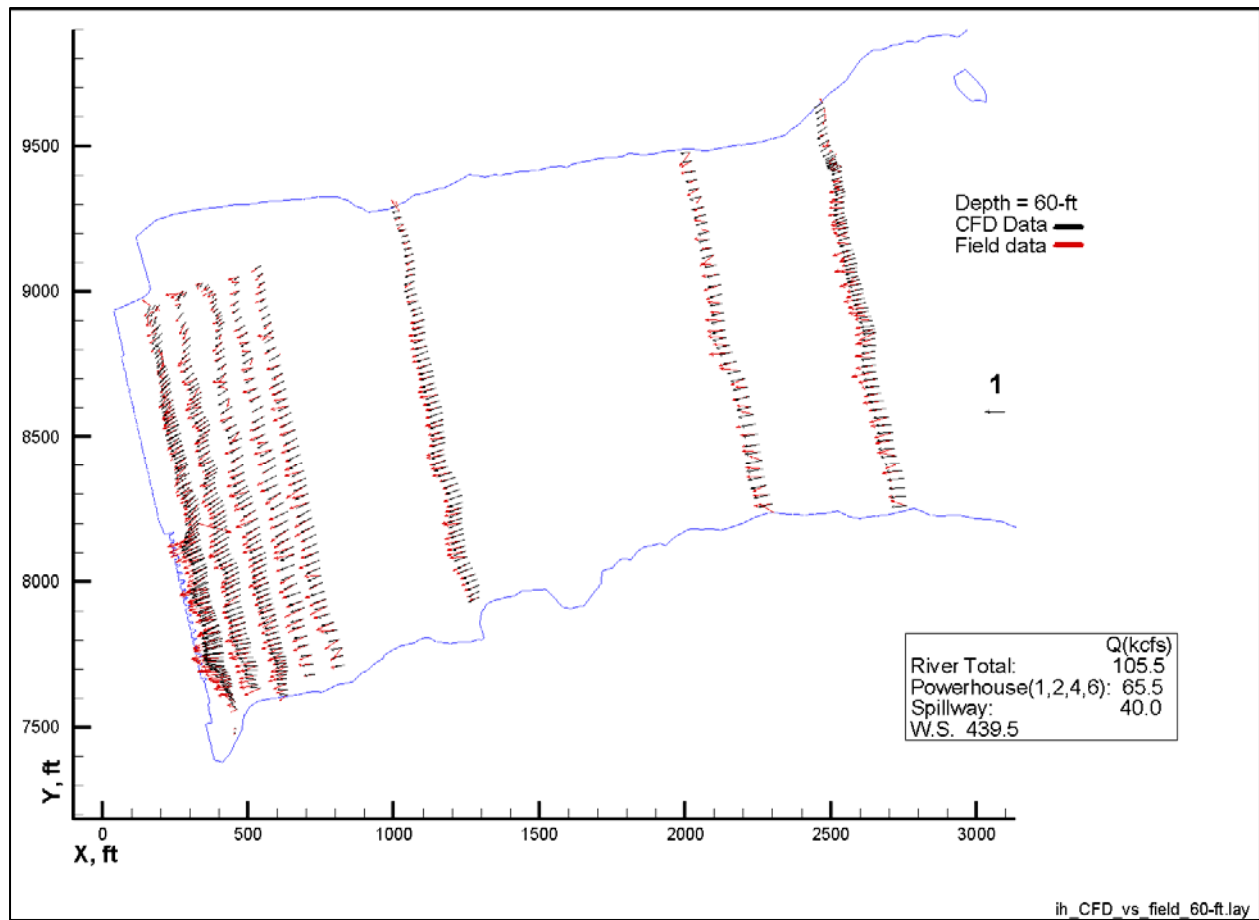 9500
9000
8500
8000
7500
Y, ft
0
500
1000
1500
2000
2500
3000
X, ft
Depth = 60-ft
CFD Data
Field data
1
Q(kcfs)
River Total: 105.5
Powerhouse(1,2,4,6): 65.5
Spillway: 40.0
W.S. 439.5
ih_CFD_vs_field_60-ft.lay